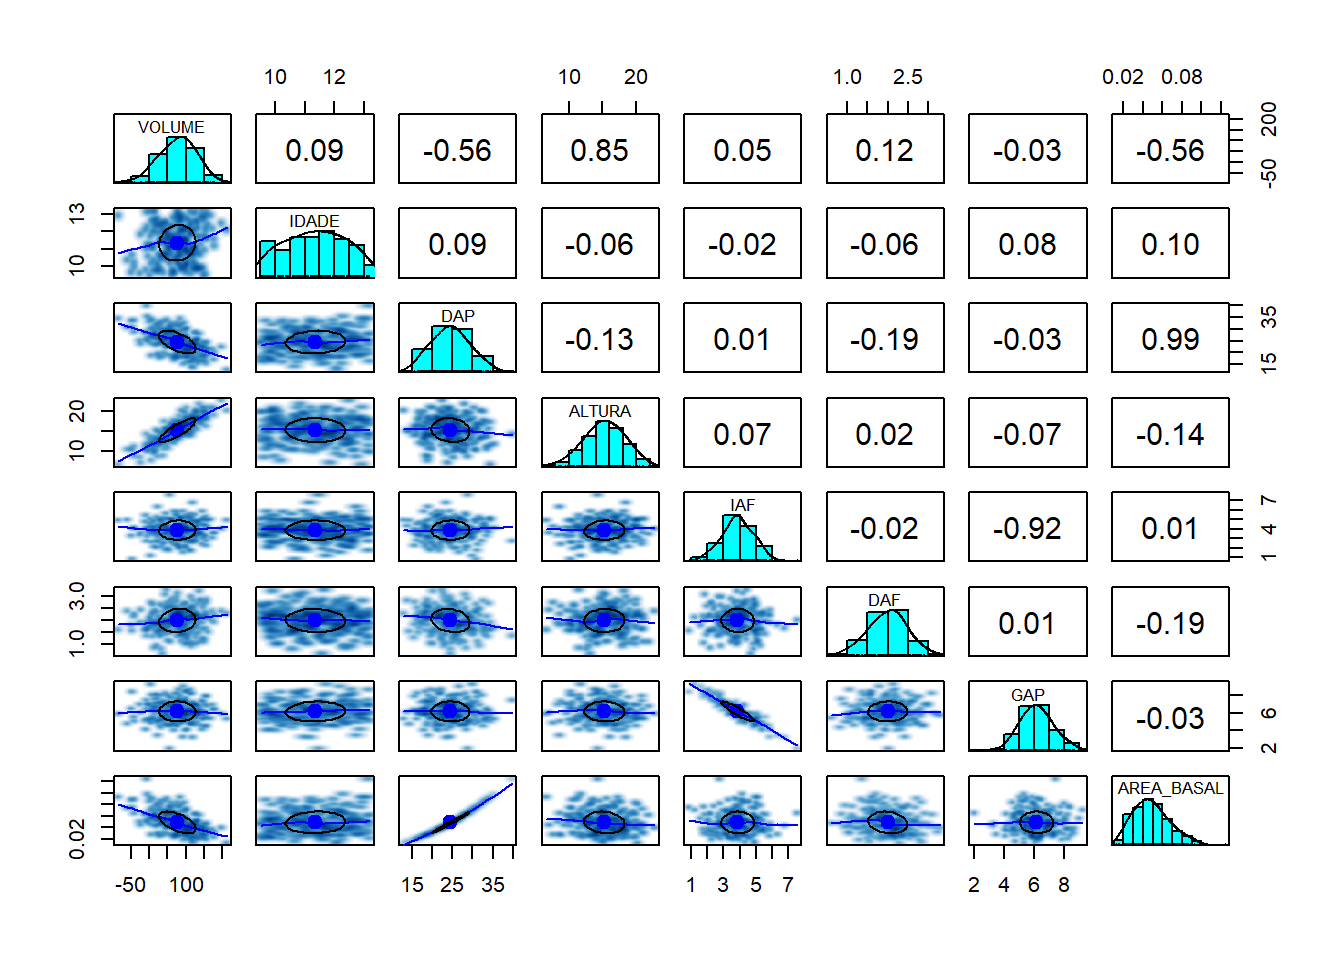 10 12 10 20 1.0 2.5 0.02 0.08
VOLUME 0.09 -0.56 0.85 0.05 0.12 -0.03 -0.56 -50 200
10 13 IDADE 0.09 -0.06 -0.02 -0.06 0.08 0.10
DAP -0.13 0.01 -0.19 -0.03 0.99 15 35
10 20 ALTURA 0.07 0.02 -0.07 -0.14
IAF -0.02 -0.92 0.01 1 4 7
1.0 3.0 DAF 0.01 -0.19
GAP -0.03 2 6
0.02 AREA_BASAL
-50 100 15 25 35 1 3 5 7 2 4 6 8